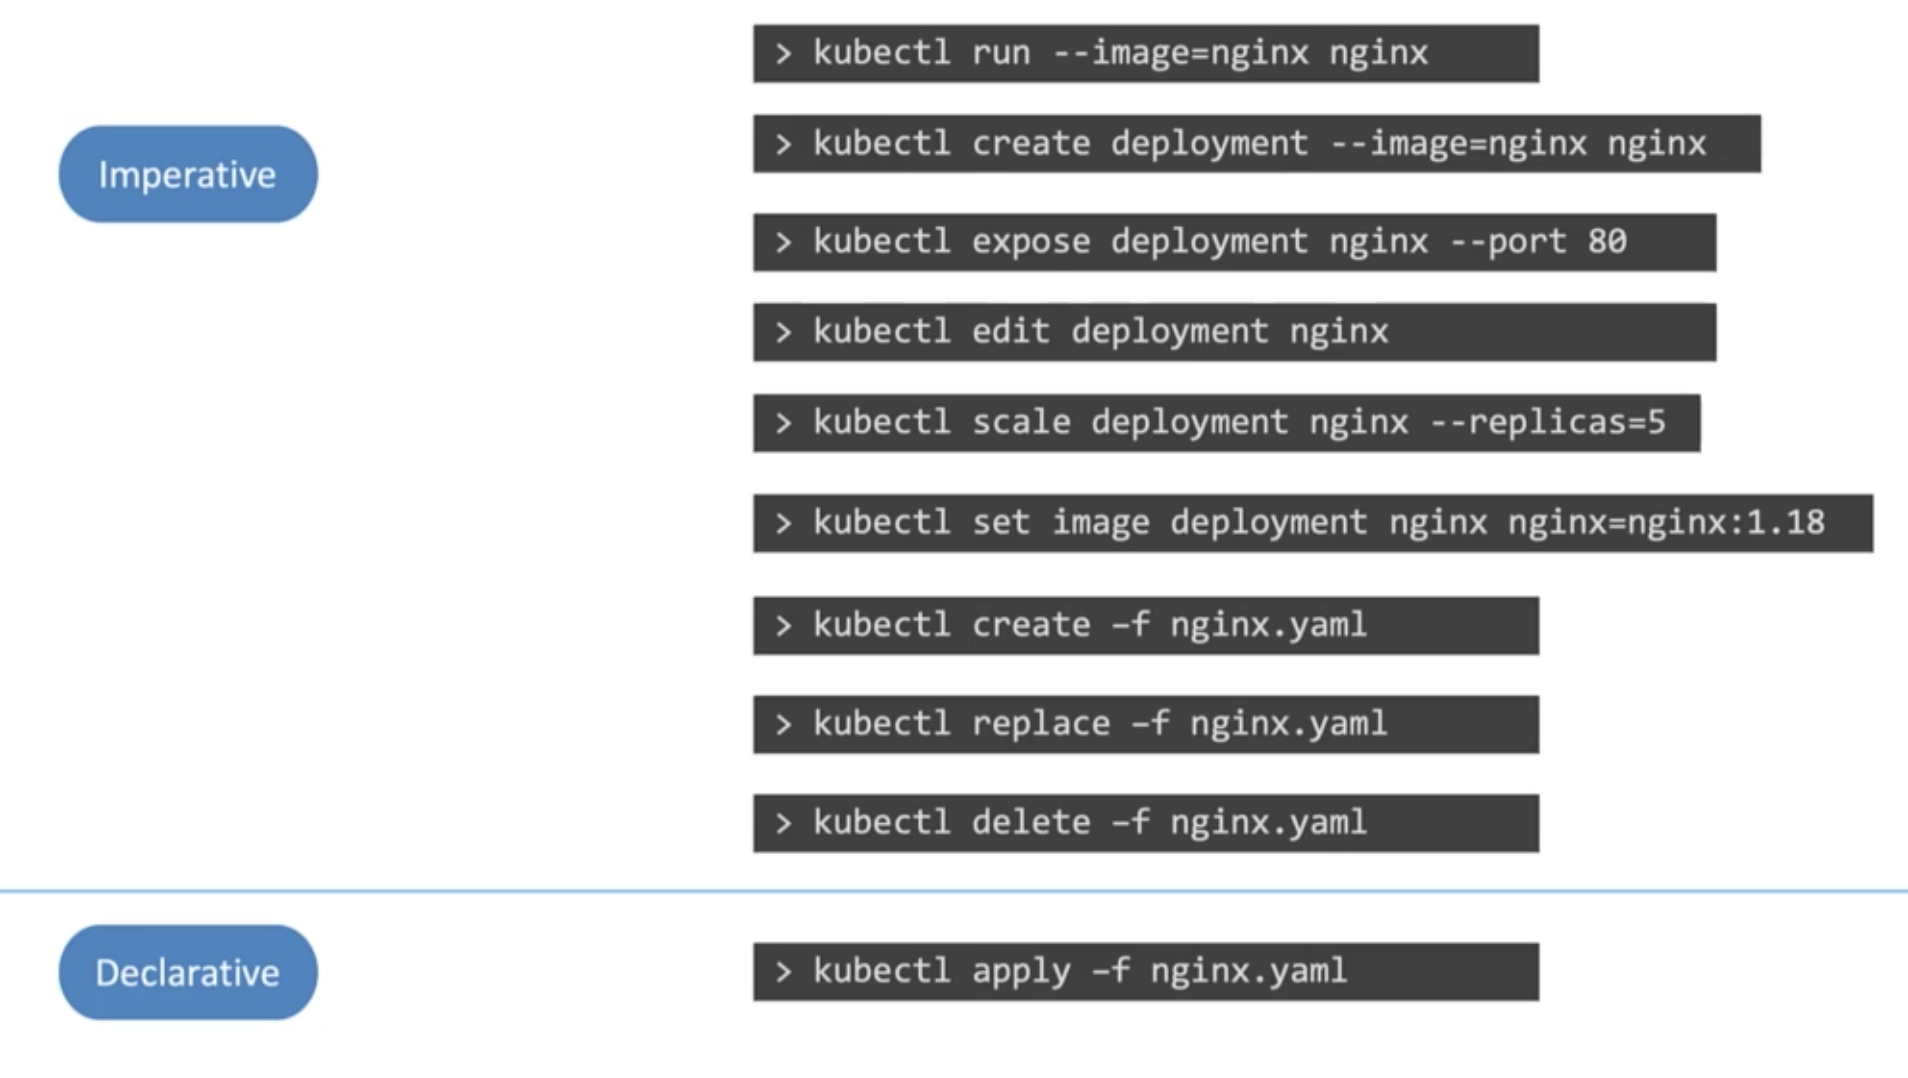 > kubectl run --image=nginx nginx
> kubectl create deployment --image=nginx nginx
Imperative
> kubectl expose deployment nginx --port 80
> kubectl edit deployment nginx
> kubectl scale deployment nginx --replicas=5
> kubectl set image deployment nginx nginx=nginx:1.18
> kubectl create –f nginx.yaml
> kubectl replace –f nginx.yaml
> kubectl delete –f nginx.yaml
Declarative
> kubectl apply –f nginx.yaml